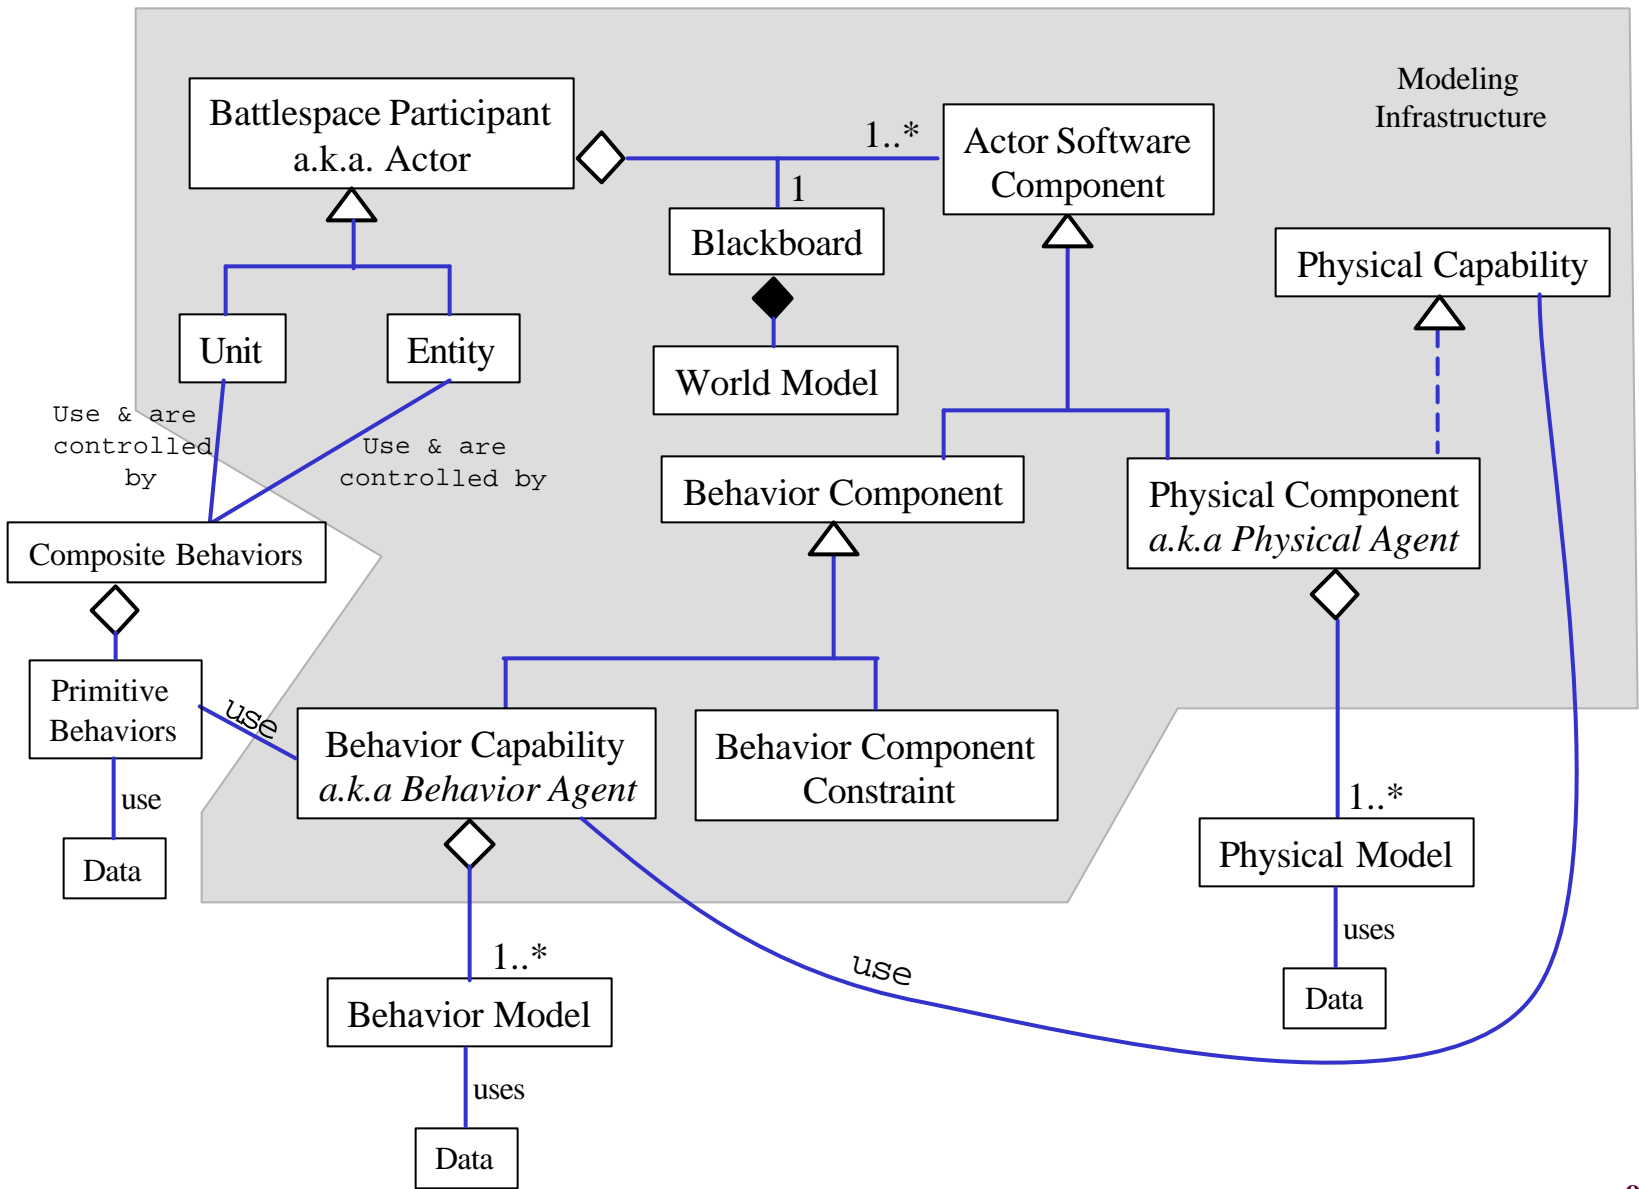 Modeling
Infrastructure
Battlespace Participant
a.k.a. Actor
1..*
Actor Software
Component
1
Blackboard
Physical Capability
Unit
Entity
World Model
Use & are
controlled
by
Use & are
controlled by
Behavior Component
Physical Component
a.k.a Physical Agent
Composite Behaviors
Primitive
Behaviors
use
Behavior Capability
a.k.a Behavior Agent
Behavior Component
Constraint
use
1..*
Data
Physical Model
uses
1..*
use
Data
Behavior Model
uses
Data